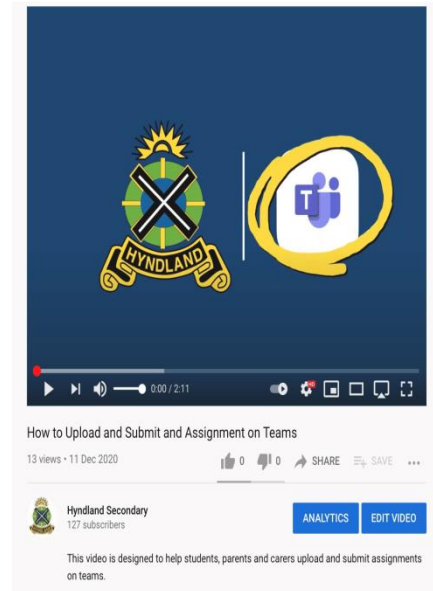 HYNDLAND
T
0:00 / 2:11
HD
How to Upload and Submit and Assignment on Teams
13 views • 11 Dec 2020
0
0
SHARE
SAVE
Hyndland Secondary
127 subscribers
ANALYTICS
EDIT VIDEO
This video is designed to help students, parents and carers upload and submit assignments
on teams.